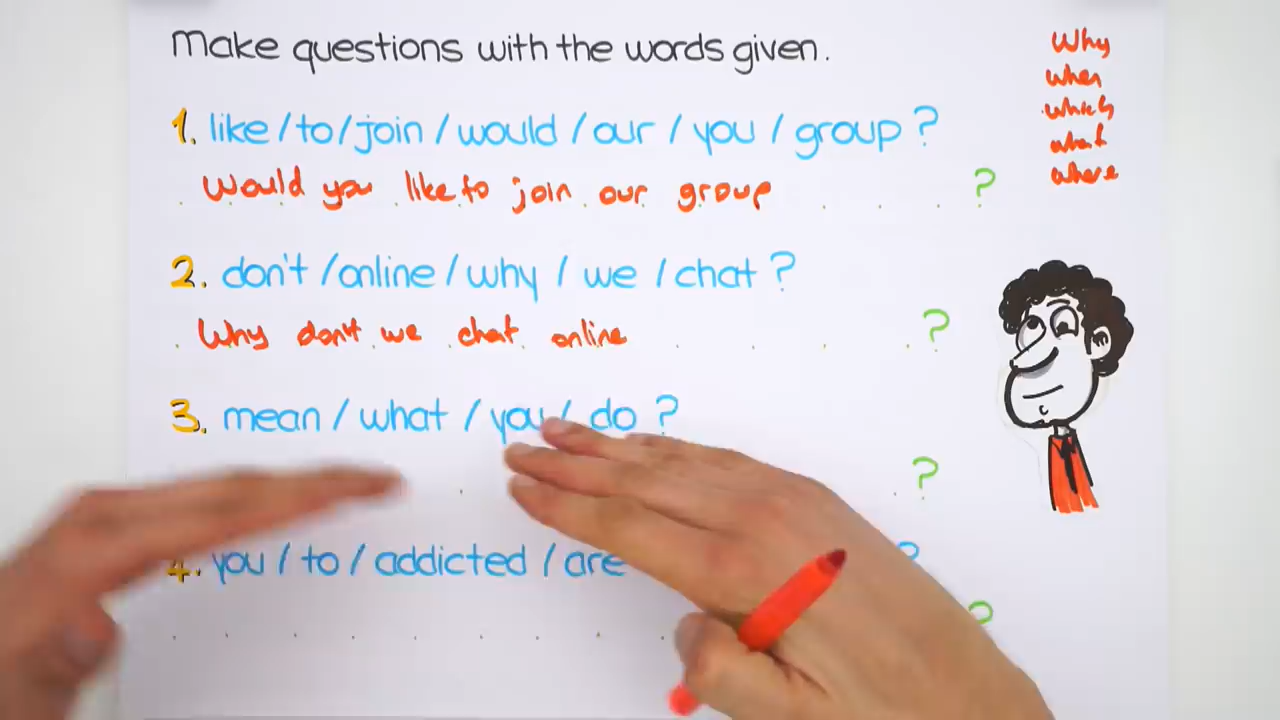 Make questions with the words given.
Why
when
which
what
where
1. like / to / join / would / our / you / group ?
Would you like to join our group ?
2. don't / online / why / we / chat ?
Why don't we chat online ?
3. mean / what / you / do ?
?
4. you / to / addicted / are ?
?